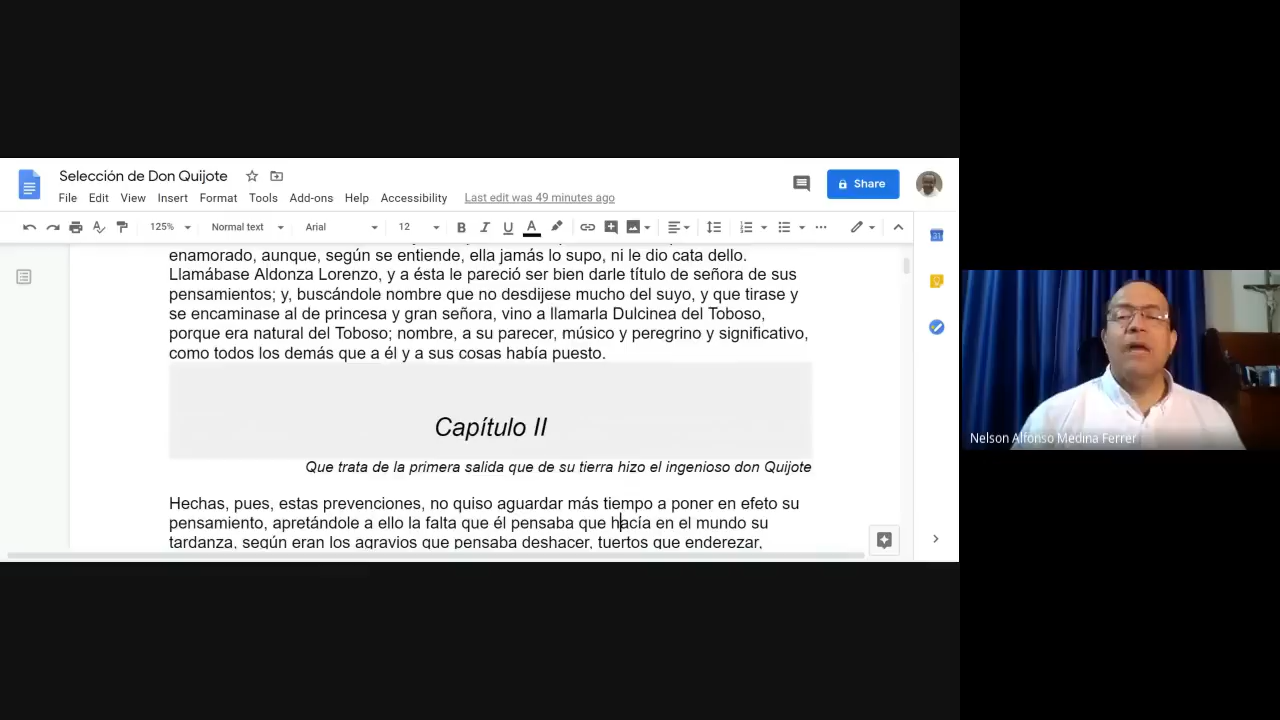 Selección de Don Quijote
File Edit View Insert Format Tools Add-ons Help Accessibility Last edit was 49 minutes ago
Share
125% Normal text Arial 12 B I U A
enamorado, aunque, según se entiende, ella jamás lo supo, ni le dio cata dello.
Llamábase Aldonza Lorenzo, y a ésta le pareció ser bien darle título de señora de sus
pensamientos; y, buscándole nombre que no desdijese mucho del suyo, y que tirase y
se encaminase al de princesa y gran señora, vino a llamarla Dulcinea del Toboso,
porque era natural del Toboso; nombre, a su parecer, músico y peregrino y significativo,
como todos los demás que a él y a sus cosas había puesto.
Capítulo II
Que trata de la primera salida que de su tierra hizo el ingenioso don Quijote
Hechas, pues, estas prevenciones, no quiso aguardar más tiempo a poner en efeto su
pensamiento, apretándole a ello la falta que él pensaba que hacía en el mundo su
tardanza, según eran los agravios que pensaba deshacer, tuertos que enderezar,
Nelson Alfonso Medina Ferrer